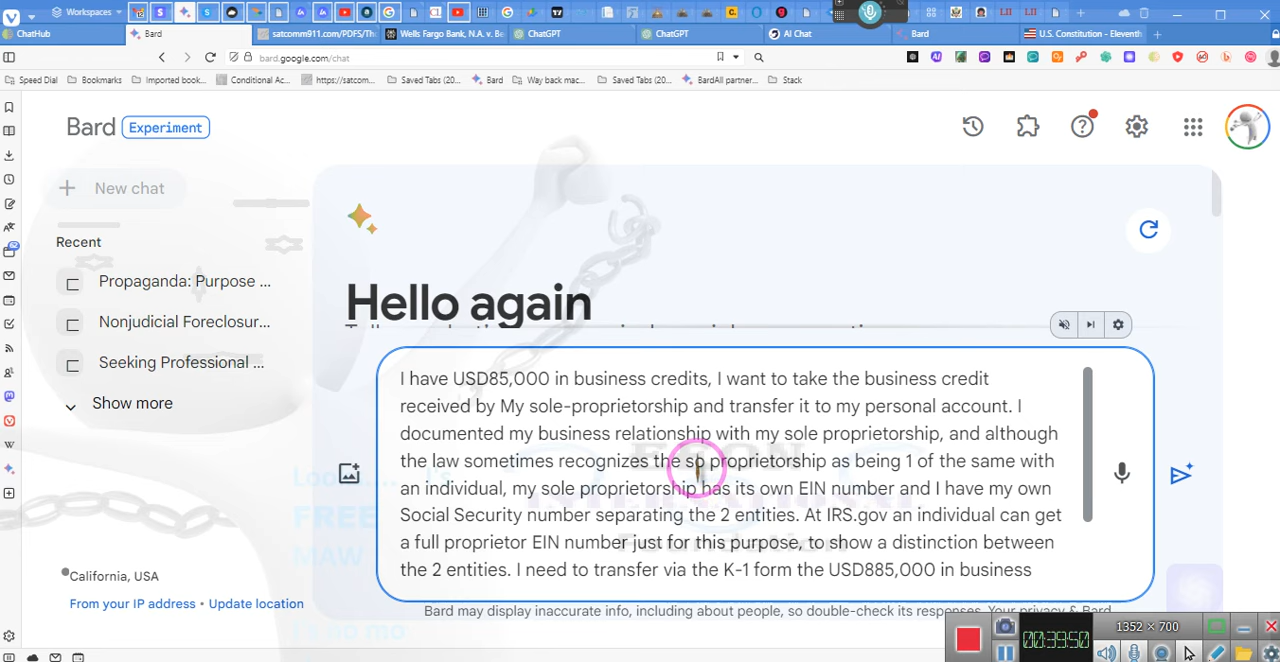 Workspaces
ChatHub
Bard
satcomm911.com/PDFS/Th
Wells Fargo Bank, N.A. v. B
ChatGPT
ChatGPT
AI Chat
Bard
U.S. Constitution - Eleventh
bard.google.com/chat
Speed Dial
Bookmarks
Imported book...
Conditional Ac...
https://satcom...
Saved Tabs (20...
Bard
Way back mac...
Saved Tabs (20...
BardAll partner...
Stack
Bard Experiment
New chat
Recent
Propaganda: Purpose ...
Nonjudicial Foreclosur...
Seeking Professional ...
Show more
Hello again
I have USD85,000 in business credits, I want to take the business credit
received by My sole-proprietorship and transfer it to my personal account. I
documented my business relationship with my sole proprietorship, and although
the law sometimes recognizes the so proprietorship as being 1 of the same with
an individual, my sole proprietorship has its own EIN number and I have my own
Social Security number separating the 2 entities. At IRS.gov an individual can get
a full proprietor EIN number just for this purpose, to show a distinction between
the 2 entities. I need to transfer via the K-1 form the USD885,000 in business
FREE
MAW
Foundation
California, USA
From your IP address • Update location
Bard may display inaccurate info, including about people, so double-check its responses. Your privacy & Bard
1352 × 700
00:39:50